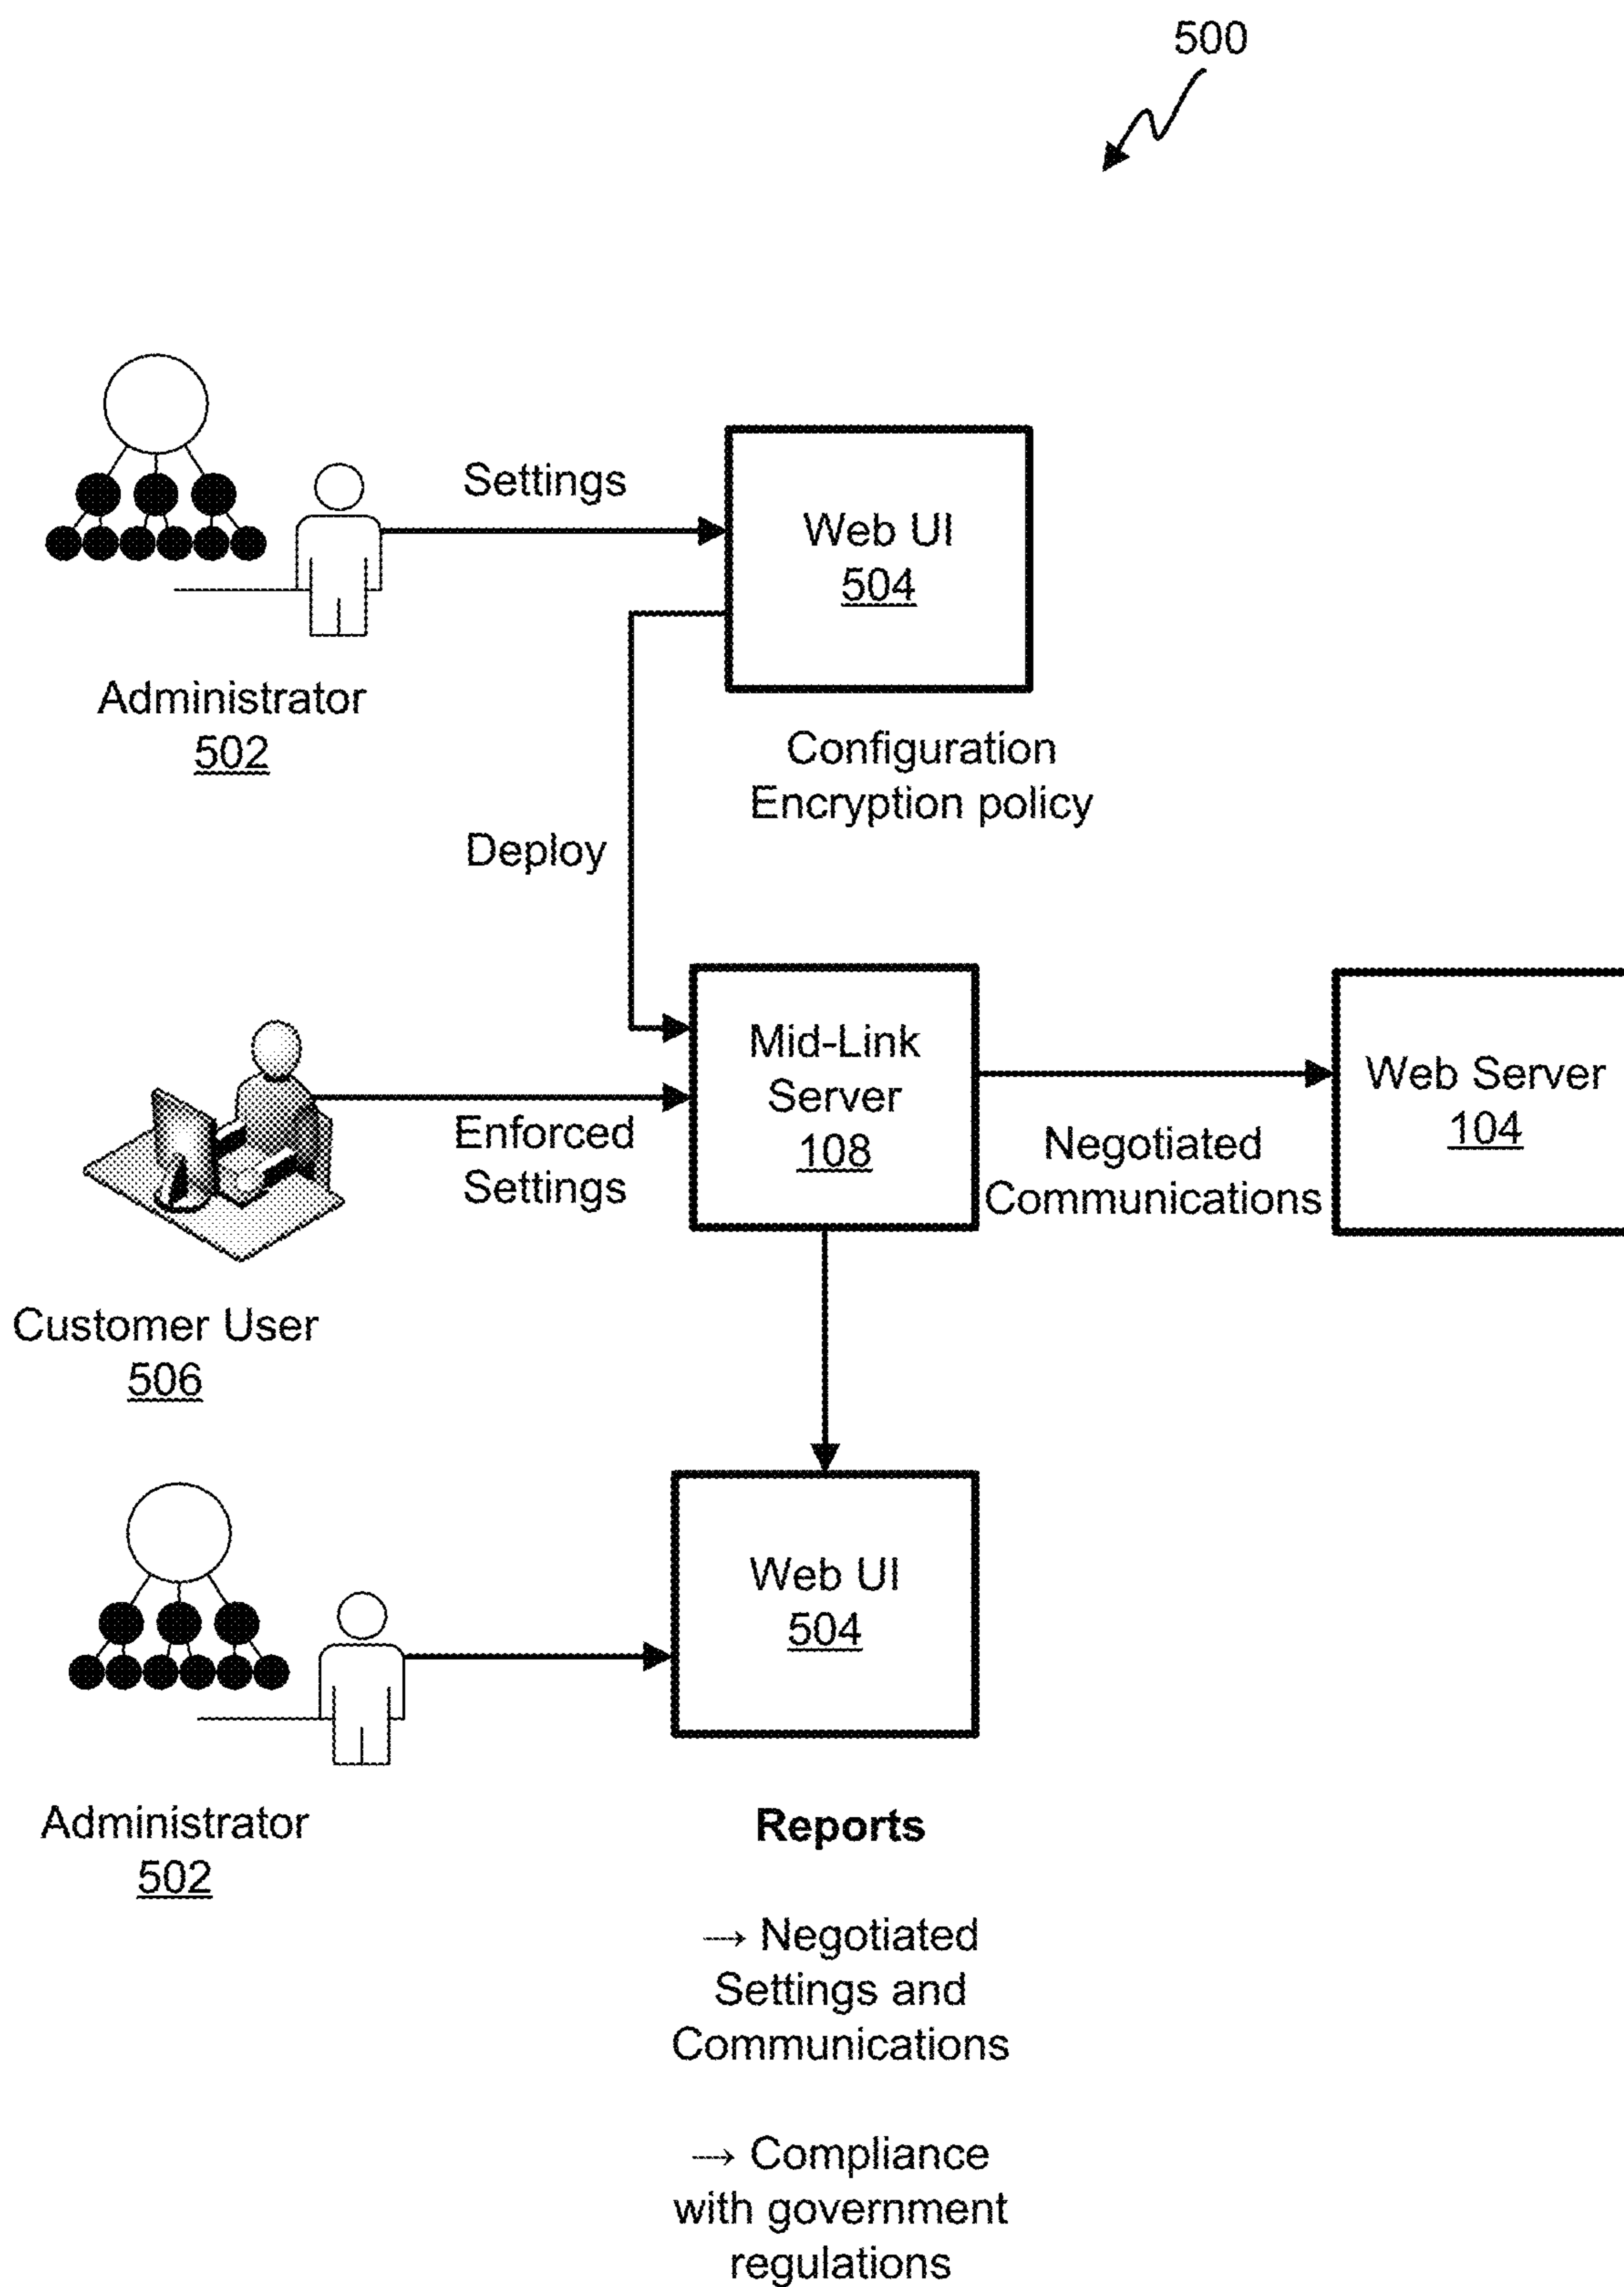 500
Settings
Web UI
504
Administrator
502
Configuration
Encryption policy
Deploy
Mid-Link
Server
108
Web Server
104
Enforced
Settings
Negotiated
Communications
Customer User
506
Web UI
504
Administrator
502
Reports
→ Negotiated
Settings and
Communications
→ Compliance
with government
regulations